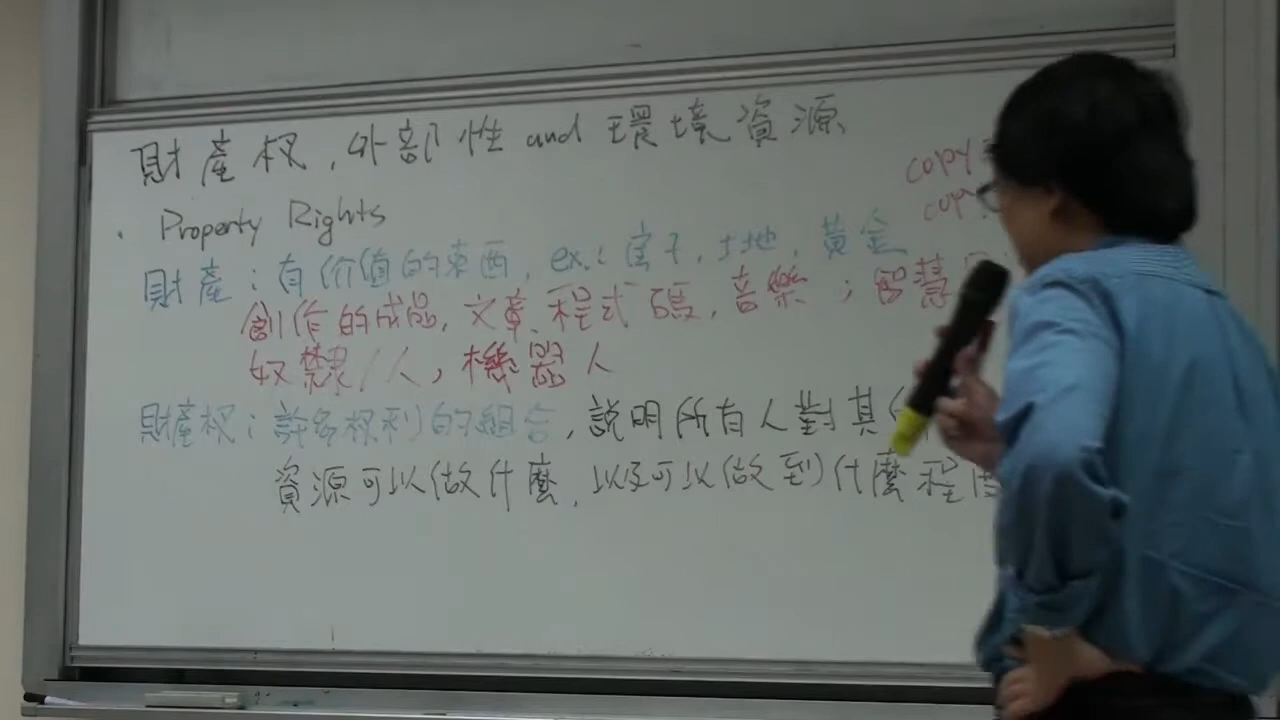 財產权,外部性 and 環境資源
copy
cop
· Property Rights
財產:有价值的東西,ex.:房子,土地,黃金
創作的成品,文章、程式碼,音樂;智慧
奴隸/人,機器人
財產权:許多权利的組合,說明所有人對其
資源可以做什麼,以及可以做到什麼程度